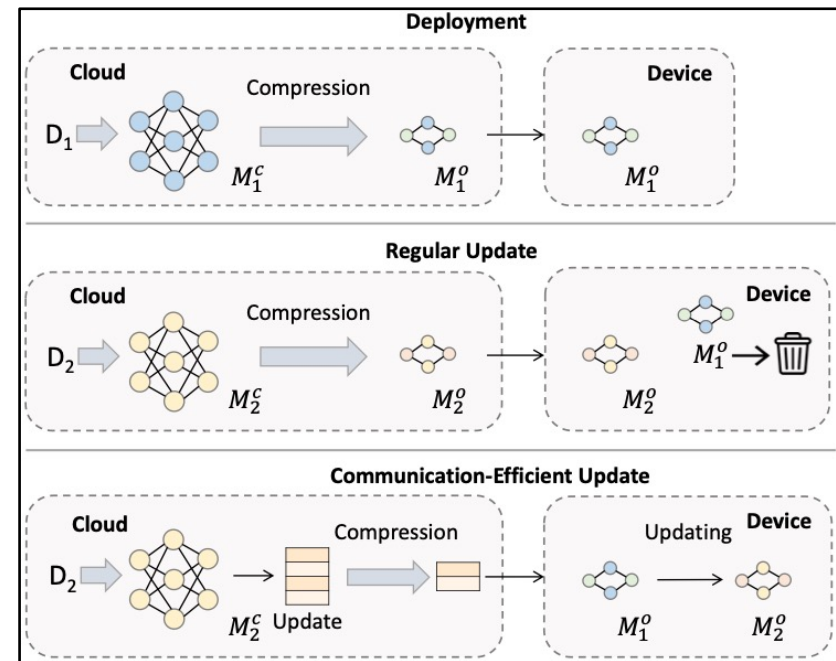 Deployment
Cloud
Device
Compression
D₁
M₁ᶜ
M₁ᵒ
M₁ᵒ
Regular Update
Cloud
Device
Compression
D₂
M₁ᵒ
M₂ᶜ
M₂ᵒ
M₂ᵒ
Communication-Efficient Update
Cloud
Device
Compression
Updating
D₂
M₂ᶜ
Update
M₁ᵒ
M₂ᵒ